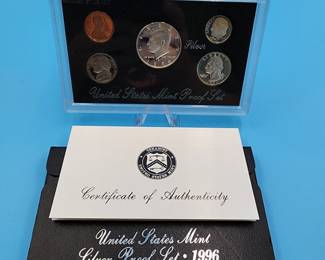 Silver
United States Mint Proof Set
Certificate of Authenticity
United States Mint
Silver Proof Set · 1996